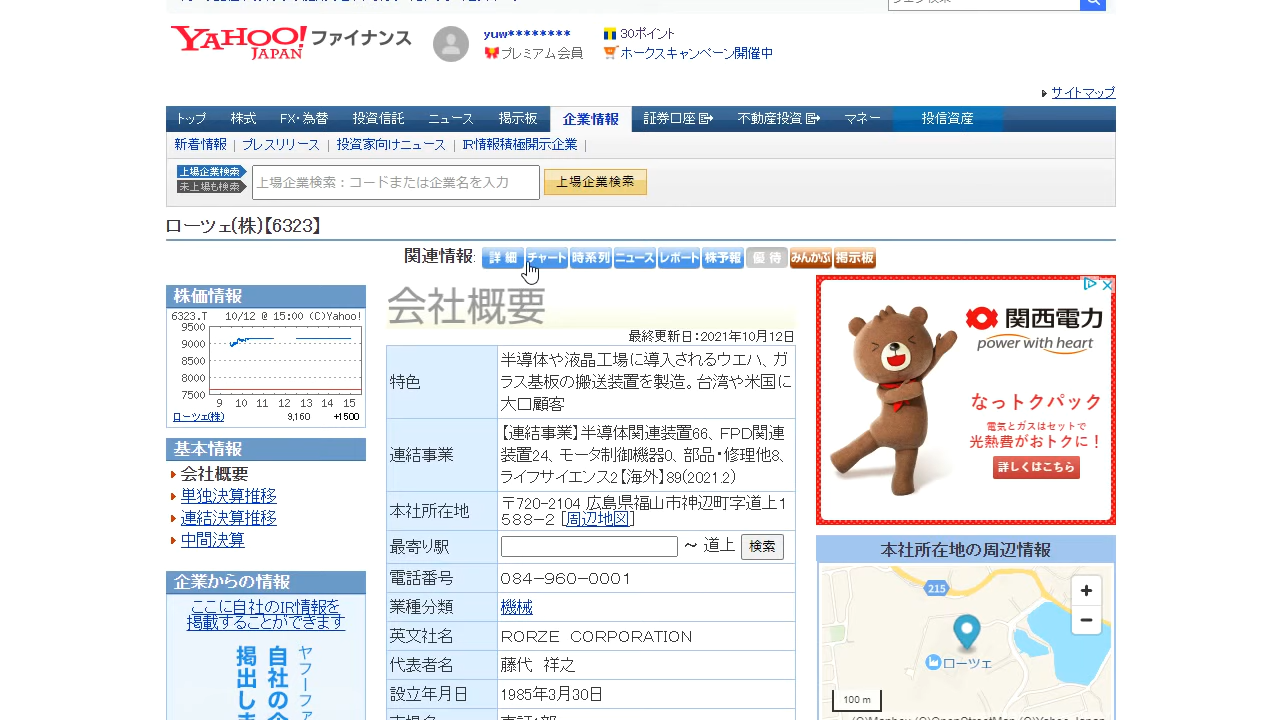 YAHOO! JAPAN ファイナンス
yuw********
30ポイント
プレミアム会員
ホークスキャンペーン開催中
サイトマップ
トップ 株式 FX・為替 投資信託 ニュース 掲示板 企業情報 証券口座 不動産投資 マネー 投信資産
新着情報 | プレスリリース | 投資家向けニュース | IR情報積極開示企業 |
上場企業検索
未上場も検索
上場企業検索：コードまたは企業名を入力
上場企業検索
ローツェ(株)【6323】
関連情報: 詳細 チャート 時系列 ニュース レポート 株予報 優待 みんかぶ 掲示板
株価情報
6323.T 10/12 @ 15:00 (C)Yahoo!
9500
9000
8500
8000
7500
9 10 11 12 13 14 15
ローツェ(株) 9,160 +1500
基本情報
会社概要
単独決算推移
連結決算推移
中間決算
企業からの情報
ここに自社のIR情報を
掲載することができます
ヤフーファ
自社の企
掲出しま
会社概要
最終更新日：2021年10月12日
特色
半導体や液晶工場に導入されるウエハ、ガ
ラス基板の搬送装置を製造。台湾や米国に
大口顧客
連結事業
【連結事業】半導体関連装置66、FPD関連
装置24、モータ制御機器0、部品・修理他8、
ライフサイエンス2【海外】89(2021.2)
本社所在地
〒720-2104 広島県福山市神辺町字道上1
588-2 [周辺地図]
最寄り駅 ～ 道上 検索
電話番号 084-960-0001
業種分類 機械
英文社名 RORZE CORPORATION
代表者名 藤代 祥之
設立年月日 1985年3月30日
関西電力
power with heart
なっトクパック
電気とガスはセットで
光熱費がおトクに！
詳しくはこちら
本社所在地の周辺情報
215
+
−
ローツェ
100 m